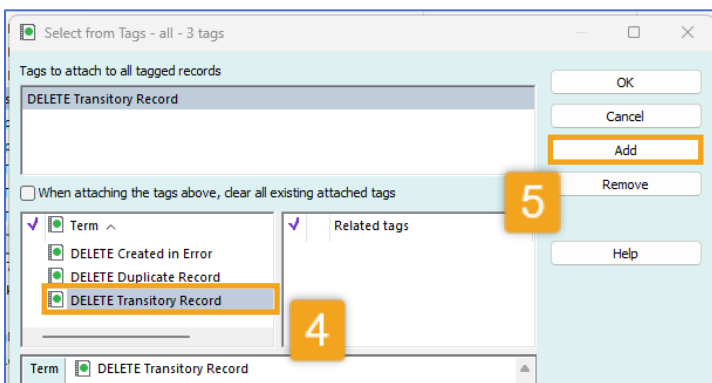 Select from Tags - all - 3 tags
Tags to attach to all tagged records
DELETE Transitory Record
OK
Cancel
Add
Remove
Help
When attaching the tags above, clear all existing attached tags
5
Term
Related tags
DELETE Created in Error
DELETE Duplicate Record
DELETE Transitory Record
4
Term DELETE Transitory Record